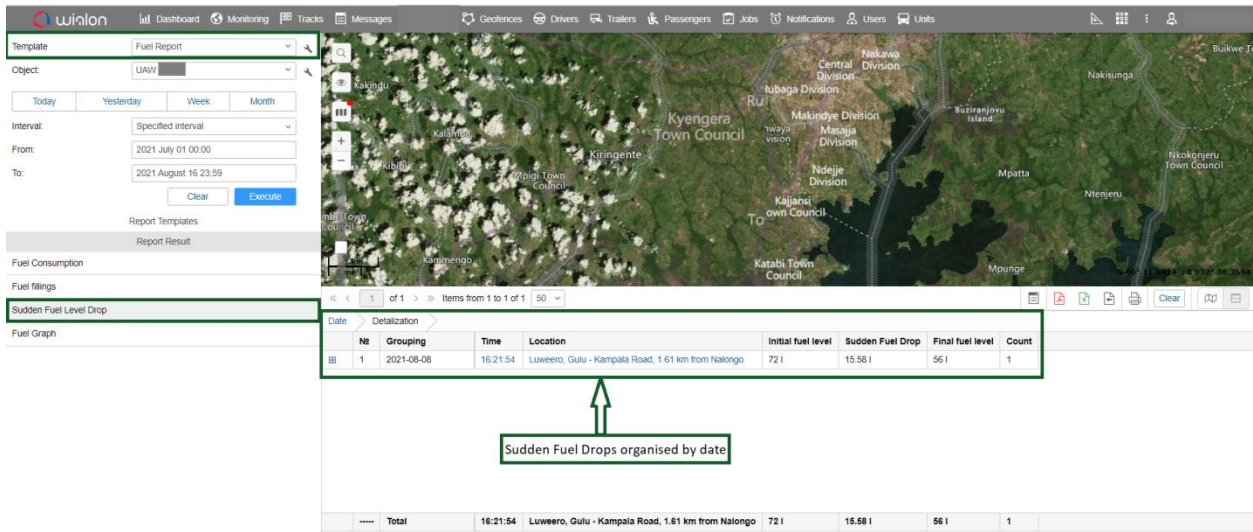 wialon Dashboard Monitoring Tracks Messages Geofences Drivers Trailers Passengers Jobs Notifications Users Units
Template Fuel Report
Object: UAW
Today Yesterday Week Month
Interval: Specified interval
From: 2021 July 01 00:00
To: 2021 August 16 23:59
Clear Execute
Report Templates
Report Result
Fuel Consumption
Fuel fillings
Sudden Fuel Level Drop
Fuel Graph
Nakawa
Division
Central
Division
Buikwe
Nakisunga
Kakindu
Kyengera
Town Council
Makindye Division
Masajja
Division
Buziranjovu
Island
Kiringente
Mpigi Town
Council
Ndejje
Division
Mpatta
Nkokonjeru
Town Council
Ntenjeru
Kajjansi
Town Council
Kammengo
Katabi Town
Council
Mpunge
1 of 1 Items from 1 to 1 of 1 50 Clear
Date Detalization
№ Grouping Time Location Initial fuel level Sudden Fuel Drop Final fuel level Count
1 2021-08-08 16:21:54 Luweero, Gulu - Kampala Road, 1.61 km from Nalongo 72 l 15.58 l 56 l 1
Sudden Fuel Drops organised by date
----- Total 16:21:54 Luweero, Gulu - Kampala Road, 1.61 km from Nalongo 72 l 15.58 l 56 l 1